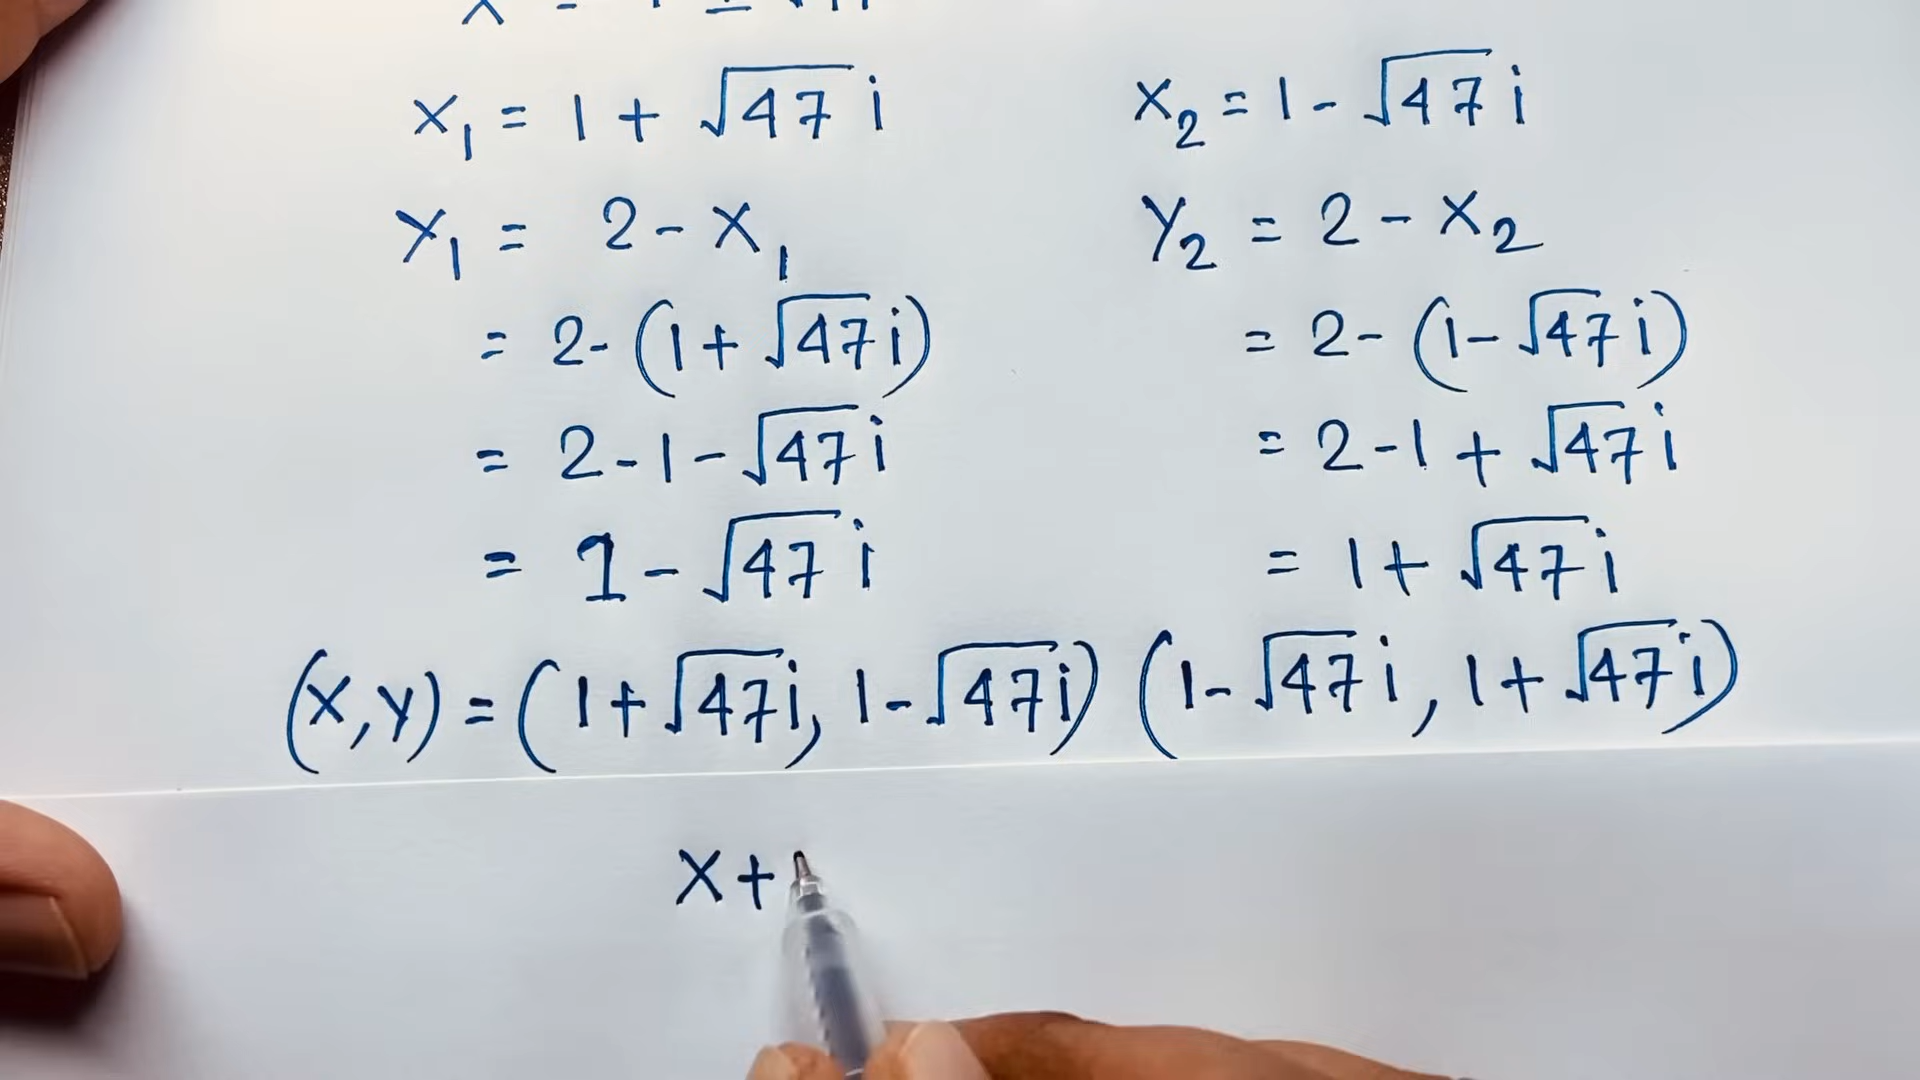 x₁ = 1 + √47 i    x₂ = 1 - √47 i
y₁ = 2 - x₁    y₂ = 2 - x₂
= 2 - (1 + √47 i)    = 2 - (1 - √47 i)
= 2 - 1 - √47 i    = 2 - 1 + √47 i
= 1 - √47 i    = 1 + √47 i
(x, y) = (1 + √47 i, 1 - √47 i) (1 - √47 i, 1 + √47 i)
x +